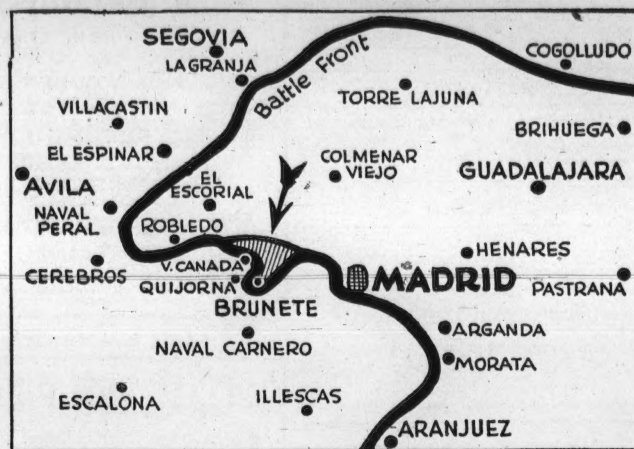 SEGOVIA
LA GRANJA
Battle Front
COGOLLUDO
TORRE LAJUNA
VILLACASTIN
BRIHUEGA
EL ESPINAR
COLMENAR
VIEJO
GUADALAJARA
AVILA
EL
ESCORIAL
NAVAL
PERAL
ROBLEDO
HENARES
CEREBROS
V. CANADA
MADRID
QUIJORNA
PASTRANA
BRUNETE
ARGANDA
NAVAL CARNERO
MORATA
ESCALONA
ILLESCAS
ARANJUEZ